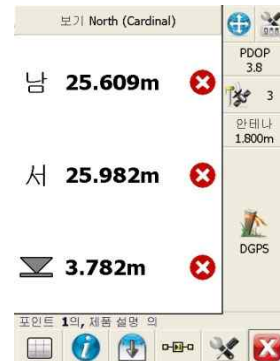 보기 North (Cardinal)
PDOP
3.8
남 25.609m
3
안테나
1.800m
서 25.982m
DGPS
3.782m
포인트 1의, 제품 설명 의